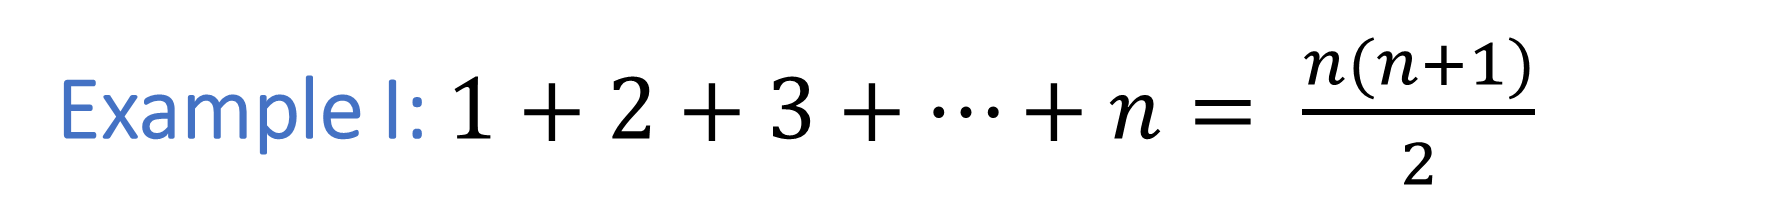 Example I: 1 + 2 + 3 + ⋯ + n = n(n+1)/2